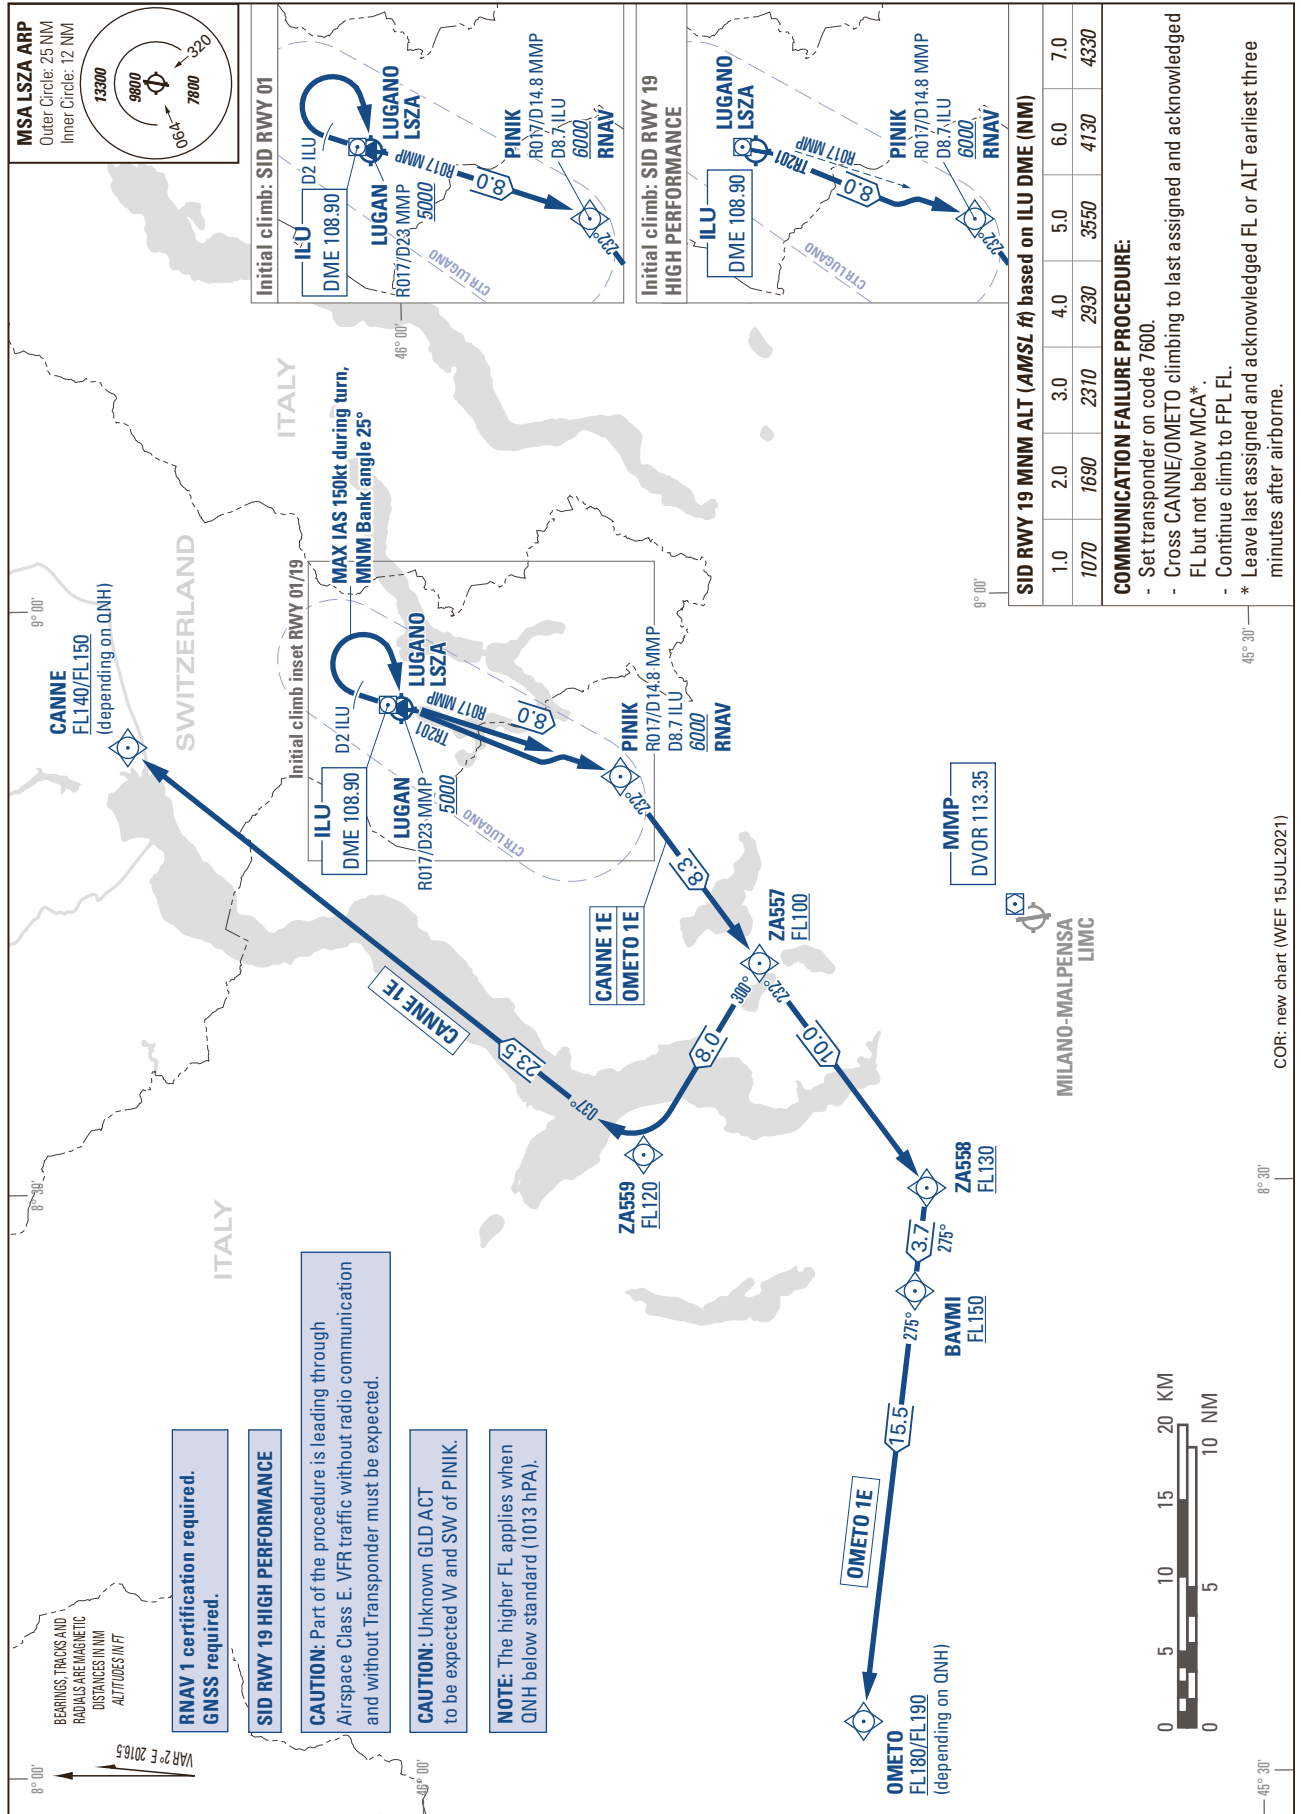 BEARINGS, TRACKS AND
RADIALS ARE MAGNETIC
DISTANCES IN NM
ALTITUDES IN FT
VAR 2° E 2016.5
8° 00'
8° 30'
9° 00'
46° 00'
46° 00'
RNAV 1 certification required.
GNSS required.
SID RWY 19 HIGH PERFORMANCE
CAUTION: Part of the procedure is leading through
Airspace Class E. VFR traffic without radio communication
and without Transponder must be expected.
CAUTION: Unknown GLD ACT
to be expected W and SW of PINIK.
NOTE: The higher FL applies when
QNH below standard (1013 hPA).
ITALY
SWITZERLAND
ITALY
CANNE
FL140/FL150
(depending on QNH)
CANNE 1E
23.5
037°
ZA559
FL120
8.0
300°
232°
ZA557
FL100
10.0
ZA558
FL130
3.7
275°
BAVMI
FL150
275°
15.5
OMETO 1E
OMETO
FL180/FL190
(depending on QNH)
CANNE 1E
OMETO 1E
8.3
232°
Initial climb inset RWY 01/19
MAX IAS 150kt during turn,
MNM Bank angle 25°
D2 ILU
ILU
DME 108.90
LUGANO
LSZA
LUGAN
R017/D23 MMP
5000
TR201
R017 MMP
8.0
CTR LUGANO
PINIK
R017/D14.8 MMP
D8.7 ILU
6000
RNAV
MMP
DVOR 113.35
MILANO-MALPENSA
LIMC
0 5 10 15 20 KM
0 5 10 NM
45° 30'
8° 30'
9° 00'
45° 30'
COR: new chart (WEF 15JUL2021)
MSA LSZA ARP
Outer Circle: 25 NM
Inner Circle: 12 NM
13300
9800
7800
064
320
Initial climb: SID RWY 01
D2 ILU
ILU
DME 108.90
LUGANO
LSZA
LUGAN
R017/D23 MMP
5000
R017 MMP
8.0
CTR LUGANO
PINIK
R017/D14.8 MMP
D8.7 ILU
6000
RNAV
232°
Initial climb: SID RWY 19
HIGH PERFORMANCE
ILU
DME 108.90
LUGANO
LSZA
TR201
R017 MMP
8.0
CTR LUGANO
PINIK
R017/D14.8 MMP
D8.7 ILU
6000
RNAV
232°
SID RWY 19 MNM ALT (AMSL ft) based on ILU DME (NM)
1.0 2.0 3.0 4.0 5.0 6.0 7.0
1070 1690 2310 2930 3550 4130 4330
COMMUNICATION FAILURE PROCEDURE:
- Set transponder on code 7600.
- Cross CANNE/OMETO climbing to last assigned and acknowledged
FL but not below MCA*.
- Continue climb to FPL FL.
* Leave last assigned and acknowledged FL or ALT earliest three
minutes after airborne.